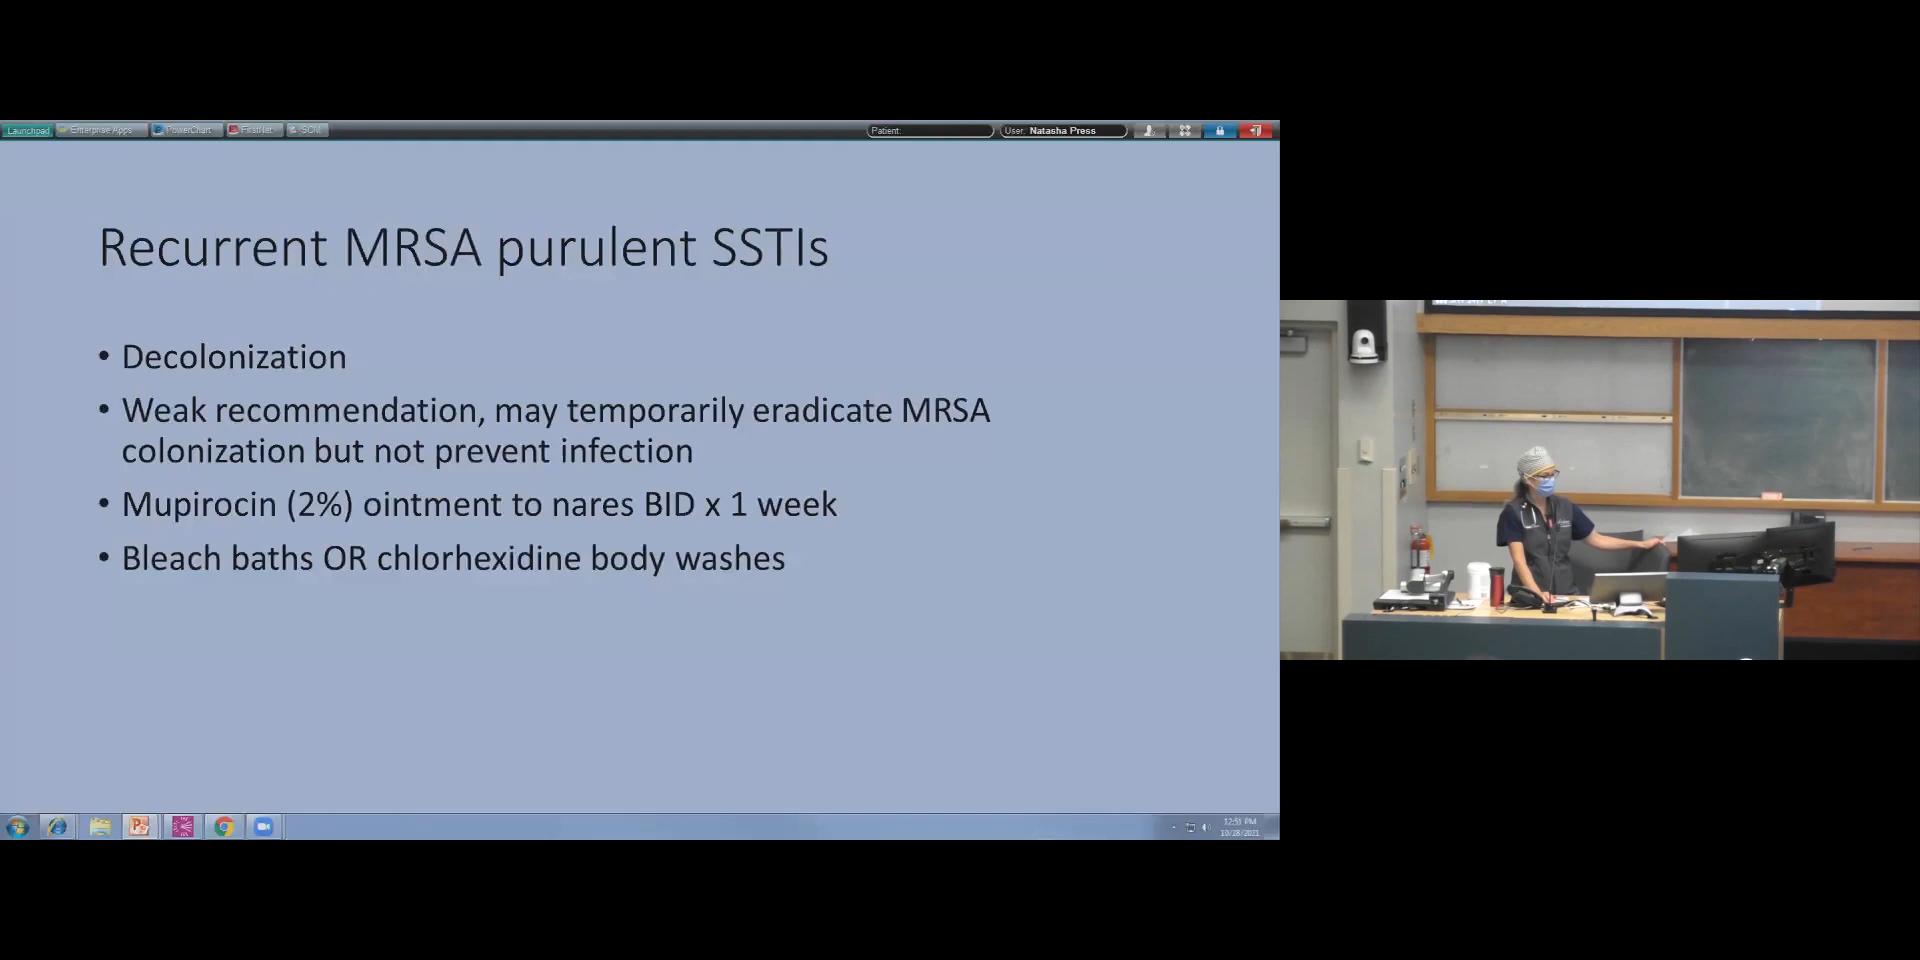 Launchpad
Enterprise Apps
PowerChart
FirstNet
SCM
Patient:
User: Natasha Press
Recurrent MRSA purulent SSTIs
• Decolonization
• Weak recommendation, may temporarily eradicate MRSA
colonization but not prevent infection
• Mupirocin (2%) ointment to nares BID x 1 week
• Bleach baths OR chlorhexidine body washes
12:51 PM
10/28/2021